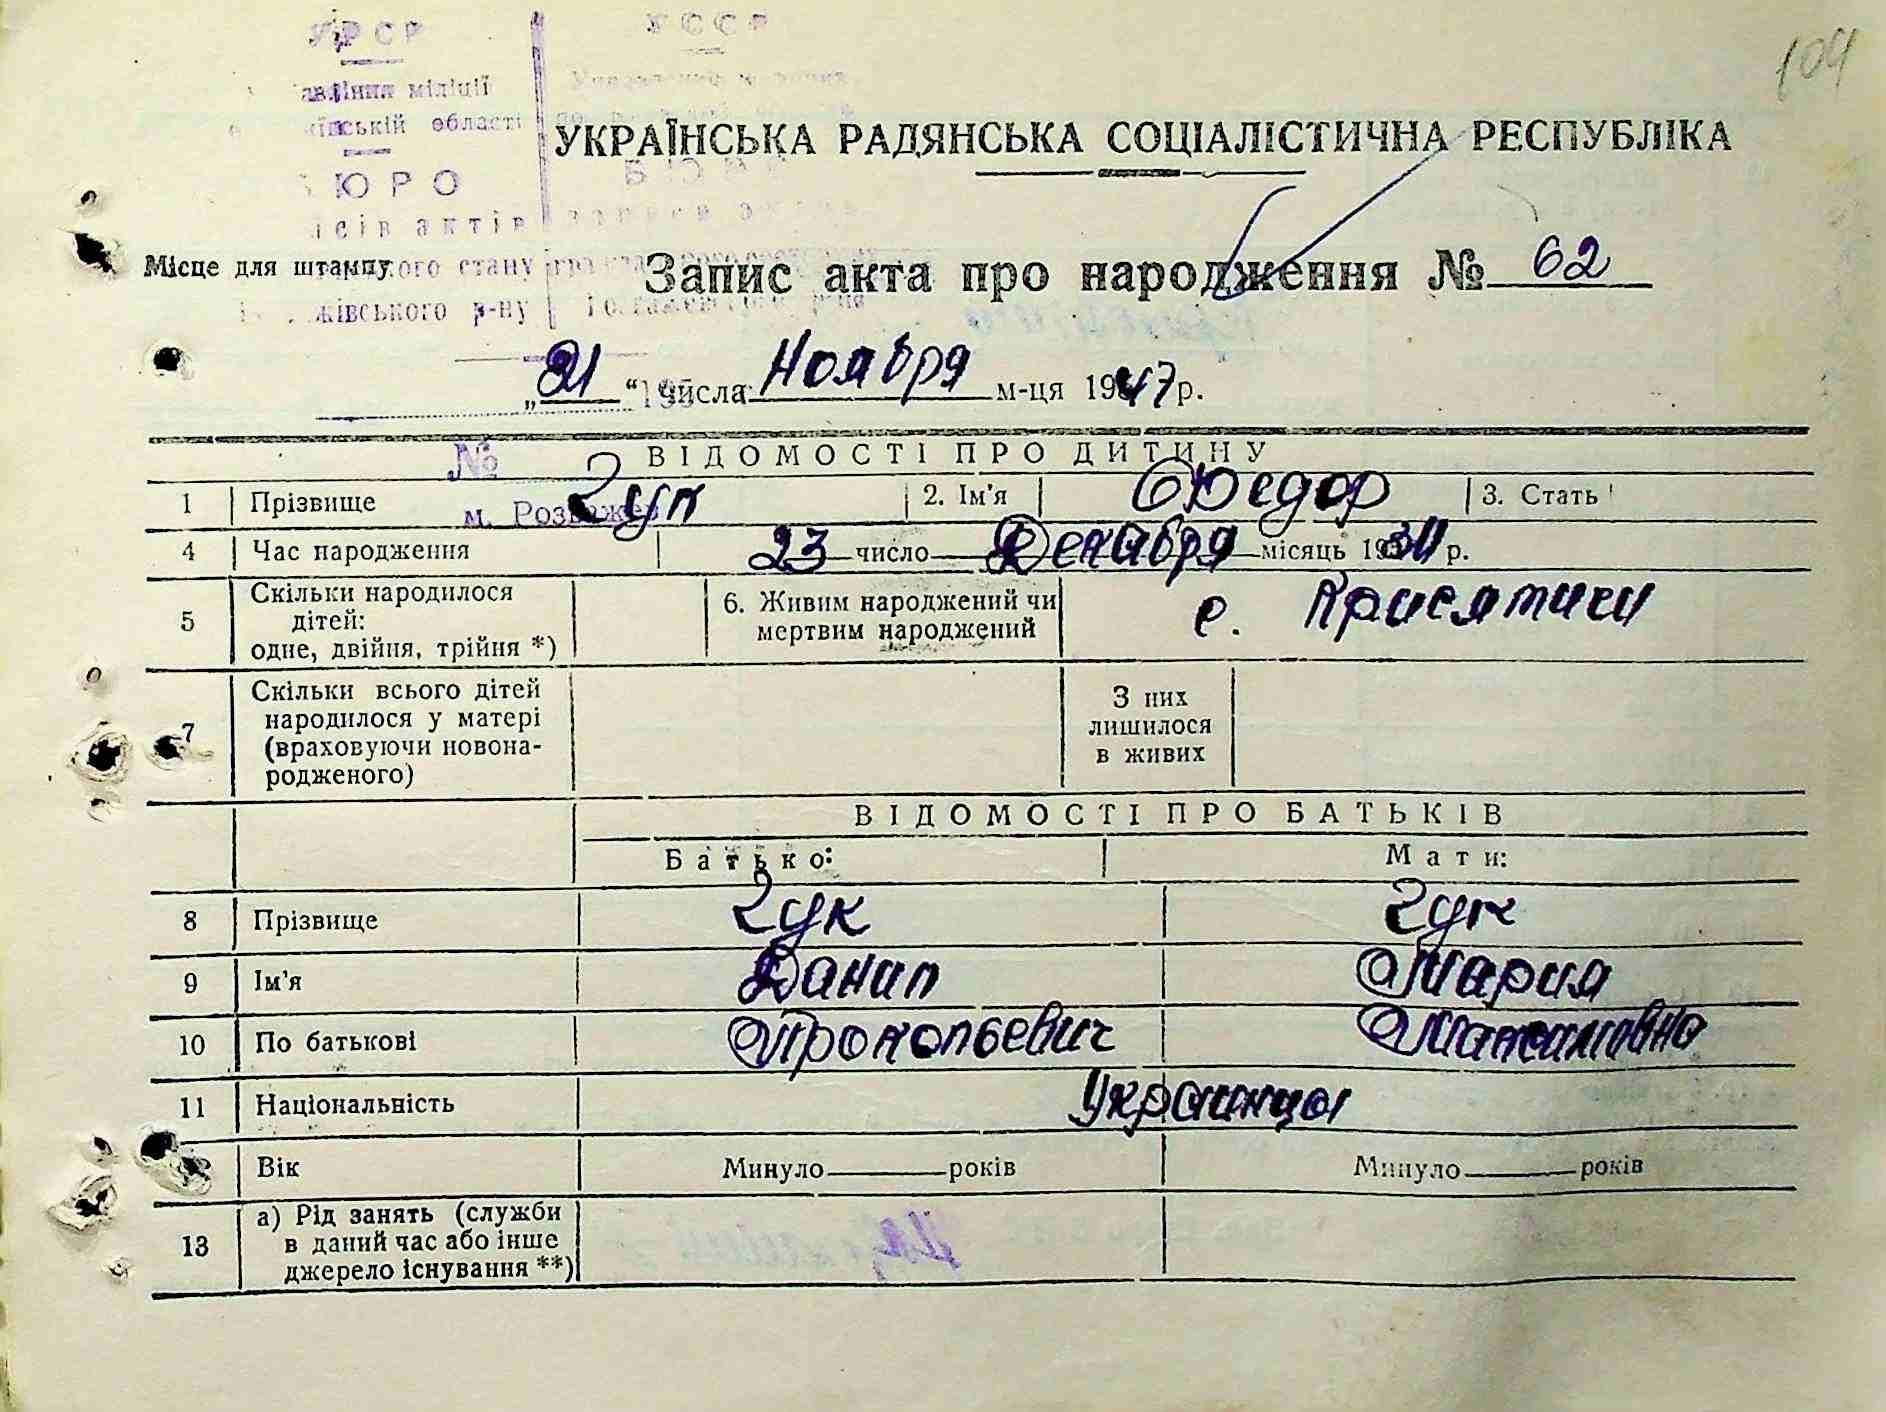 104
УРСР УССР
міліції
області
УКРАЇНСЬКА РАДЯНСЬКА СОЦІАЛІСТИЧНА РЕСПУБЛІКА
БЮРО
актів
Місце для штампу стану
Запис акта про народження № 62
р-ну
„21“ числа Ноября м-ця 1947 р.
№ ВІДОМОСТІ ПРО ДИТИНУ
1 Прізвище Гук 2. Ім'я Федор 3. Стать
м. Розважев
4 Час народження 23 число Декабря місяць 19 р.
5 Скільки народилося дітей: одне, двійня, трійня *) 6. Живим народжений чи мертвим народжений с. Красятичи
7 Скільки всього дітей народилося у матері (враховуючи новонародженого) З них лишилося в живих
ВІДОМОСТІ ПРО БАТЬКІВ
Батько: Мати:
8 Прізвище Гук Гук
9 Ім'я Данил Мария
10 По батькові Прокопьевич Максимовна
11 Національність Украинцы
Вік Минуло років Минуло років
13 а) Рід занять (служби в даний час або інше джерело існування **)